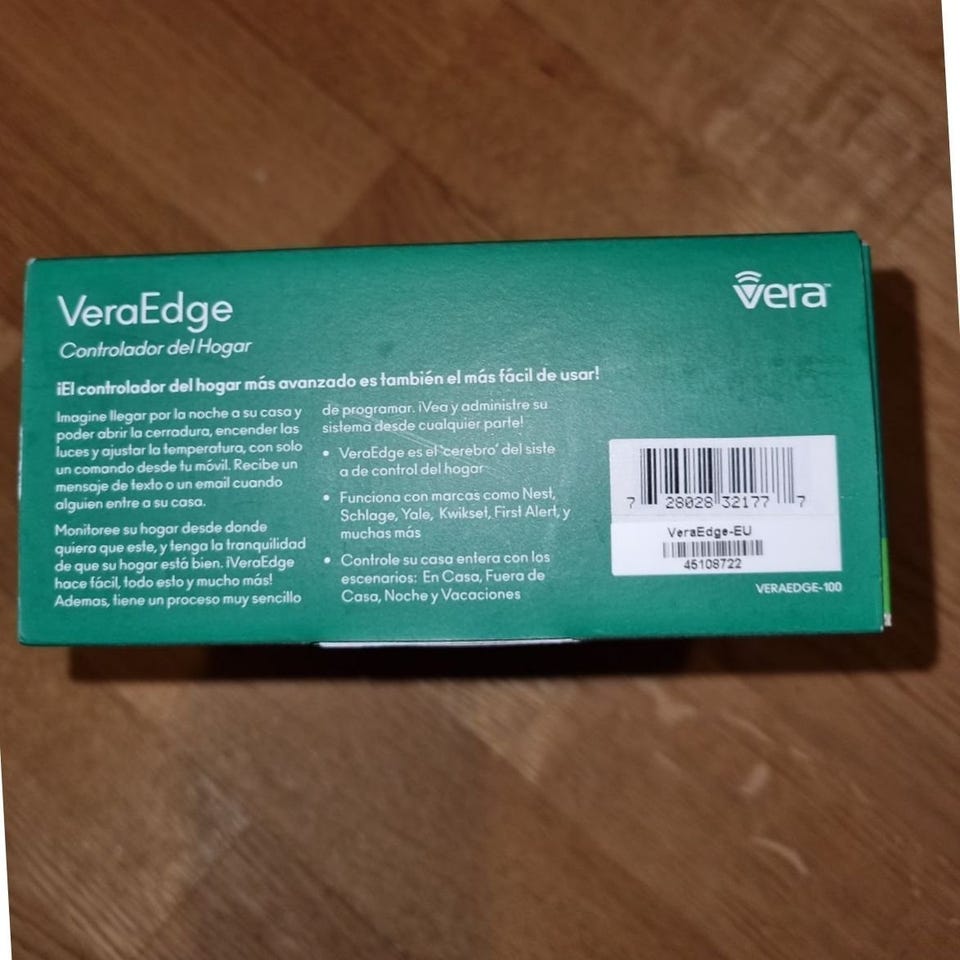 VeraEdge
Controlador del Hogar
vera™
¡El controlador del hogar más avanzado es también el más fácil de usar!
Imagine llegar por la noche a su casa y
poder abrir la cerradura, encender las
luces y ajustar la temperatura, con solo
un comando desde tu móvil. Recibe un
mensaje de texto o un email cuando
alguien entre a su casa.
Monitoree su hogar desde donde
quiera que este, y tenga la tranquilidad
de que su hogar está bien. ¡VeraEdge
hace fácil, todo esto y mucho más!
Ademas, tiene un proceso muy sencillo
de programar. ¡Vea y administre su
sistema desde cualquier parte!
• VeraEdge es el 'cerebro' del siste
a de control del hogar
• Funciona con marcas como Nest,
Schlage, Yale, Kwikset, First Alert, y
muchas más
• Controle su casa entera con los
escenarios: En Casa, Fuera de
Casa, Noche y Vacaciones
7 28028 32177 7
VeraEdge-EU
45108722
VERAEDGE-100